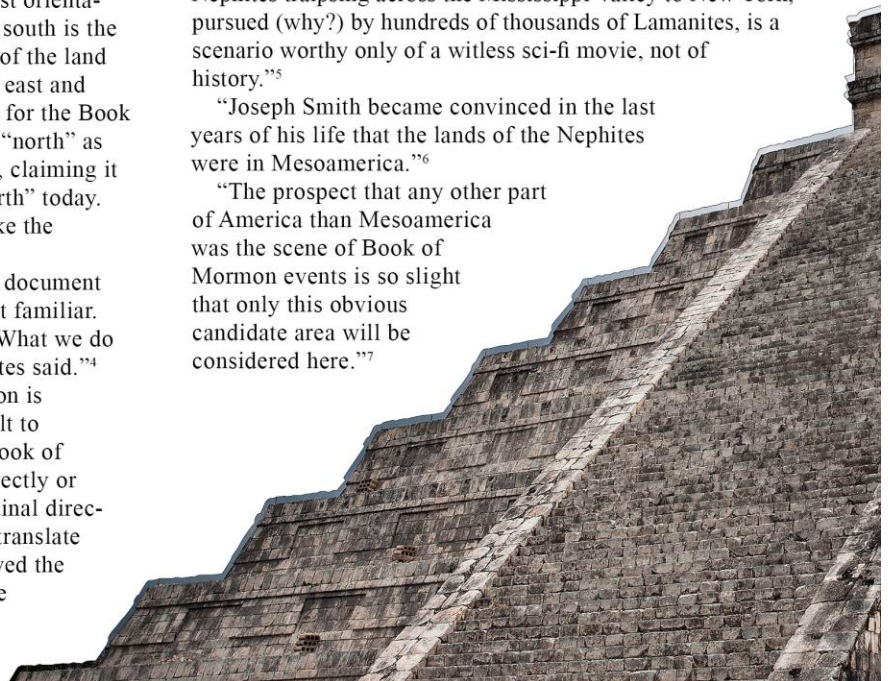 st orienta-
south is the
of the land
east and
for the Book
“north” as
, claiming it
rth” today.
ke the
document
t familiar.
What we do
tes said.”⁴
on is
lt to
ook of
ectly or
inal direc-
translate
ved the
e
Nephites traipsing across the Mississippi Valley to New York,
pursued (why?) by hundreds of thousands of Lamanites, is a
scenario worthy only of a witless sci-fi movie, not of
history.”⁵
“Joseph Smith became convinced in the last
years of his life that the lands of the Nephites
were in Mesoamerica.”⁶
“The prospect that any other part
of America than Mesoamerica
was the scene of Book of
Mormon events is so slight
that only this obvious
candidate area will be
considered here.”⁷